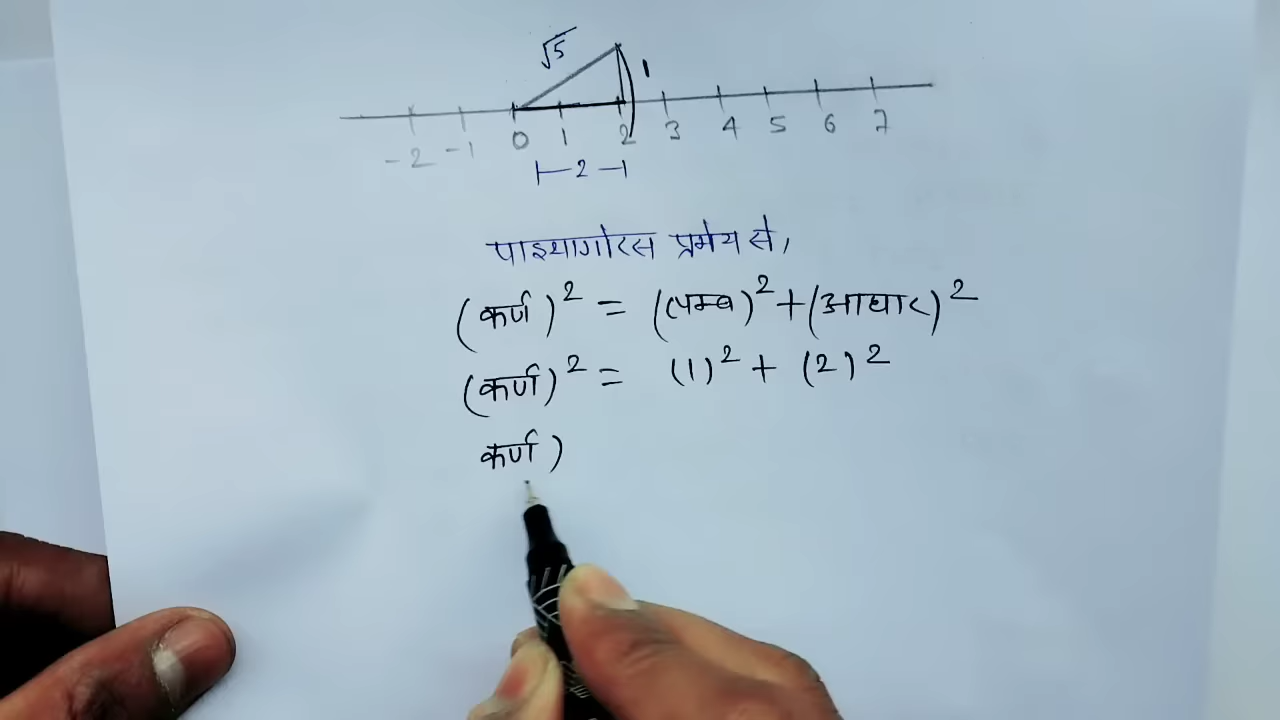 √5
1
-2 -1 0 1 2 3 4 5 6 7
2
पाइथागोरस प्रमेय से,
(कर्ण)² = (लम्ब)² + (आधार)²
(कर्ण)² = (1)² + (2)²
कर्ण)